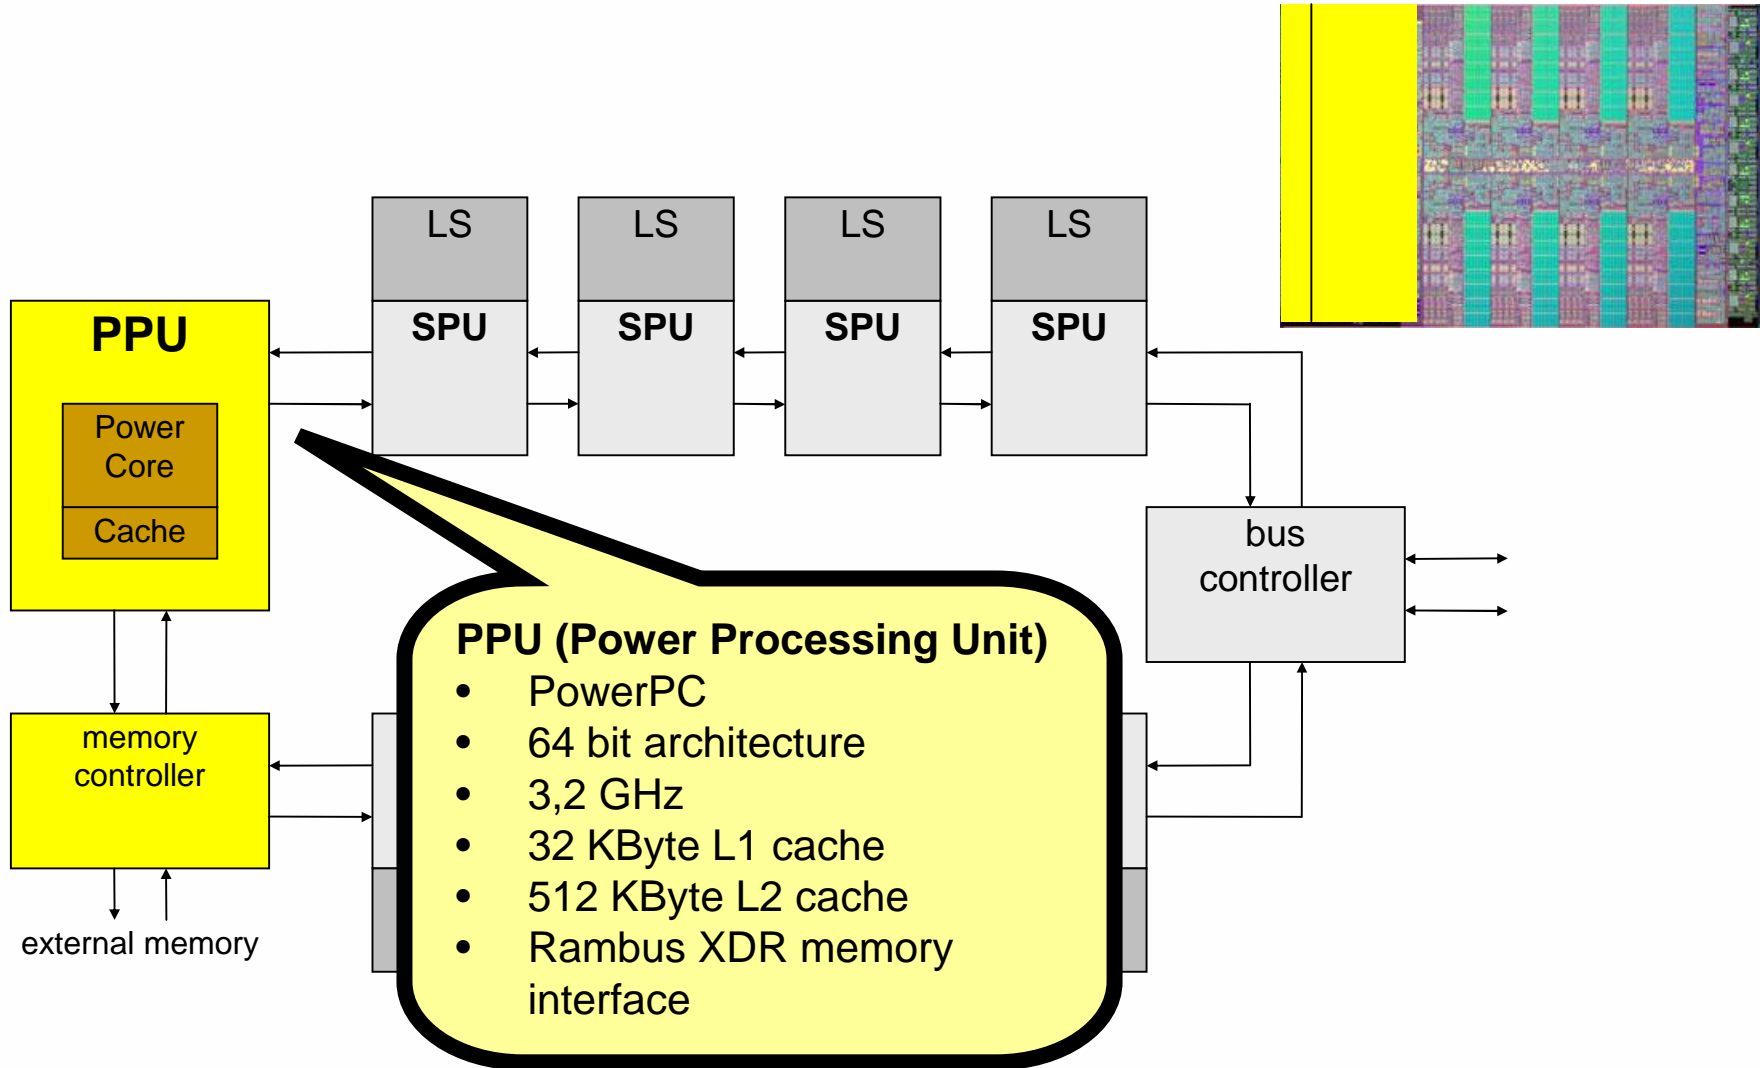 LS
LS
LS
LS
SPU
SPU
SPU
SPU
PPU
Power
Core
Cache
bus
controller
memory
controller
external memory
PPU (Power Processing Unit)
• PowerPC
• 64 bit architecture
• 3,2 GHz
• 32 KByte L1 cache
• 512 KByte L2 cache
• Rambus XDR memory
interface